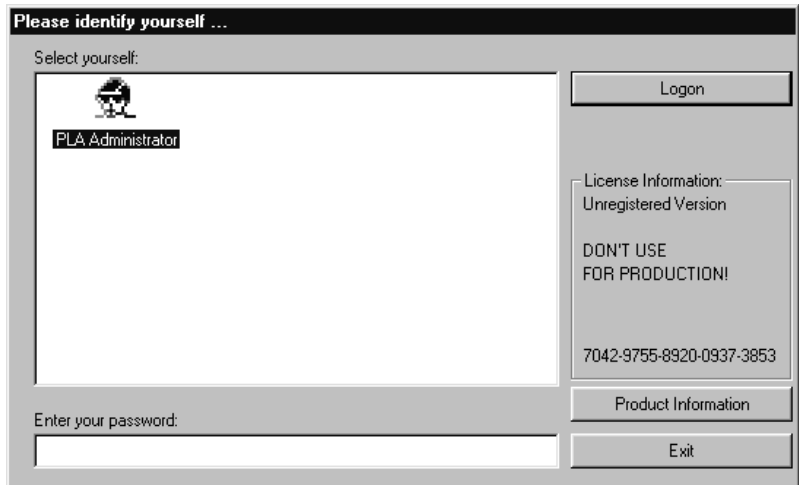 Please identify yourself ...
Select yourself:
PLA Administrator
Logon
License Information:
Unregistered Version
DON'T USE
FOR PRODUCTION!
7042-9755-8920-0937-3853
Product Information
Enter your password:
Exit